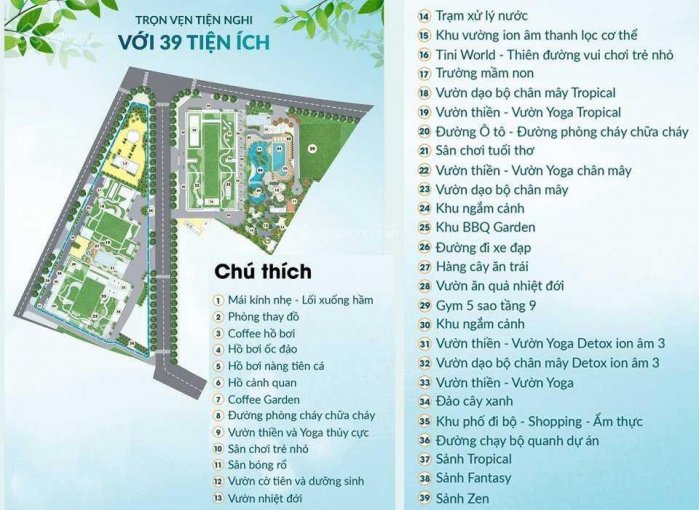 TRỌN VẸN TIỆN NGHI
VỚI 39 TIỆN ÍCH
Chú thích
1 Mái kính nhẹ - Lối xuống hầm
2 Phòng thay đồ
3 Coffee hồ bơi
4 Hồ bơi ốc đảo
5 Hồ bơi nàng tiên cá
6 Hồ cảnh quan
7 Coffee Garden
8 Đường phòng cháy chữa cháy
9 Vườn thiền và Yoga thủy cực
10 Sân chơi trẻ nhỏ
11 Sân bóng rổ
12 Vườn cờ tiên và dưỡng sinh
13 Vườn nhiệt đới
14 Trạm xử lý nước
15 Khu vường ion âm thanh lọc cơ thể
16 Tini World - Thiên đường vui chơi trẻ nhỏ
17 Trường mầm non
18 Vườn dạo bộ chân mây Tropical
19 Vườn thiền - Vườn Yoga Tropical
20 Đường Ô tô - Đường phòng cháy chữa cháy
21 Sân chơi tuổi thơ
22 Vườn thiền - Vườn Yoga chân mây
23 Vườn dạo bộ chân mây
24 Khu ngắm cảnh
25 Khu BBQ Garden
26 Đường đi xe đạp
27 Hàng cây ăn trái
28 Vườn ăn quả nhiệt đới
29 Gym 5 sao tầng 9
30 Khu ngắm cảnh
31 Vườn thiền - Vườn Yoga Detox ion âm 3
32 Vườn dạo bộ chân mây Detox ion âm 3
33 Vườn thiền - Vườn Yoga
34 Đảo cây xanh
35 Khu phố đi bộ - Shopping - Ẩm thực
36 Đường chạy bộ quanh dự án
37 Sảnh Tropical
38 Sảnh Fantasy
39 Sảnh Zen